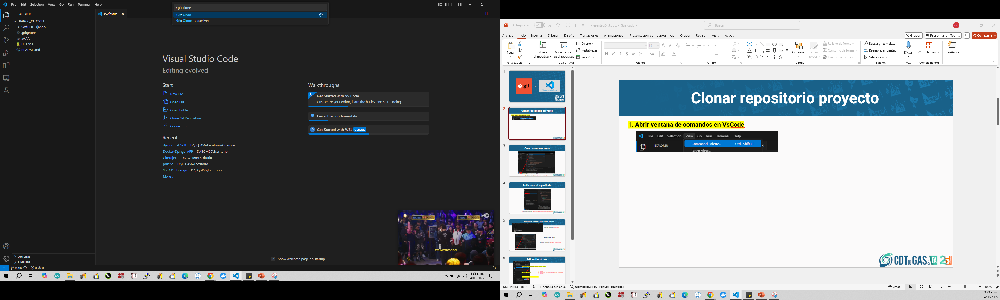 File Edit Selection View Go Run Terminal Help
>git clone
Git: Clone
Git: Clone (Recursive)
EXPLORER
Welcome
DJANGO_CALCSOFT
SoftCDT-Django
.gitignore
aAAA
LICENSE
README.md
Visual Studio Code
Editing evolved
Start
New File...
Open File...
Open Folder...
Clone Git Repository...
Connect to...
Recent
django_calcSoft D:\EQ-456\Escritorio\GitProject
Docker-Django_APP D:\EQ-456\Escritorio
GitProject D:\EQ-456\Escritorio
prueba D:\EQ-456\Escritorio
SoftCDT-Django D:\EQ-456\Escritorio
More...
Walkthroughs
Get Started with VS Code
Customize your editor, learn the basics, and start coding
Learn the Fundamentals
Get Started with WSL Updated
TE IMPROVISO
Show welcome page on startup
OUTLINE
TIMELINE
main 0 0
9:29 a. m.
4/03/2025
Autoguardado
Presentación3.pptx • Guardado
Buscar
CC
Archivo Inicio Insertar Dibujar Diseño Transiciones Animaciones Presentación con diapositivas Grabar Revisar Vista Ayuda
Grabar Presentar en Teams Compartir
Pegar
Portapapeles
Nueva diapositiva
Volver a usar las diapositivas
Diseño
Restablecer
Sección
Diapositivas
18
N K S S ab AV Aa A
Fuente
Párrafo
Organizar
Estilos rápidos
Relleno de forma
Contorno de forma
Efectos de forma
Dibujo
Buscar y reemplazar
Reemplazar fuentes
Seleccionar
Edición
Dictar
Voz
Complementos
Complementos
Diseñador
1
git + Visual Studio Code
2
Clonar repositorio proyecto
3
Crear una nueva rama
4
Subir rama al repositorio
5
Chequear en que rama estoy parado
Seleccionar Rama
6
Subir cambios a la rama
Clonar repositorio proyecto
1. Abrir ventana de comandos en VsCode
File Edit Selection View Go Run Terminal Help
EXPLORER
Command Palette... Ctrl+Shift+P
Open View...
CDT DE GAS &
Diapositiva 2 de 7
Español (Colombia)
Accesibilidad: es necesario investigar
Notas
100%
9:29 a. m.
4/03/2025